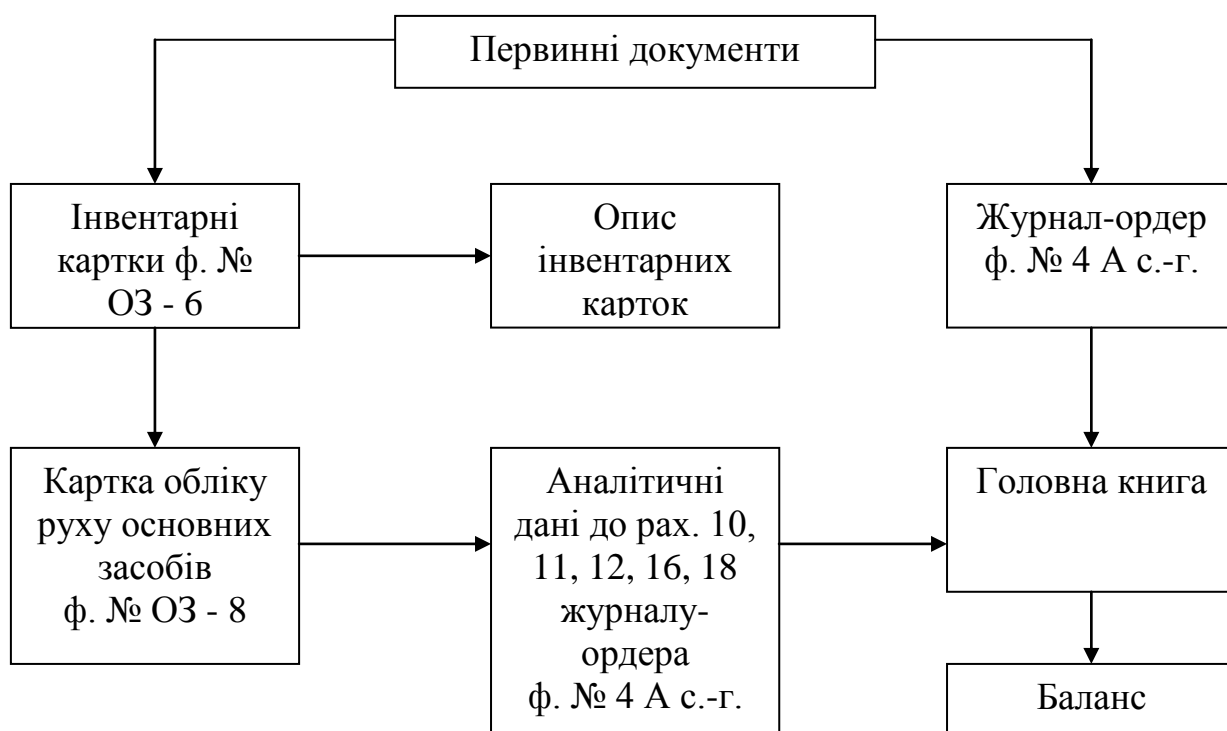 Первинні документи
Інвентарні
картки ф. №
ОЗ - 6
Опис
інвентарних
карток
Журнал-ордер
ф. № 4 А с.-г.
Картка обліку
руху основних
засобів
ф. № ОЗ - 8
Аналітичні
дані до рах. 10,
11, 12, 16, 18
журналу-
ордера
ф. № 4 А с.-г.
Головна книга
Баланс